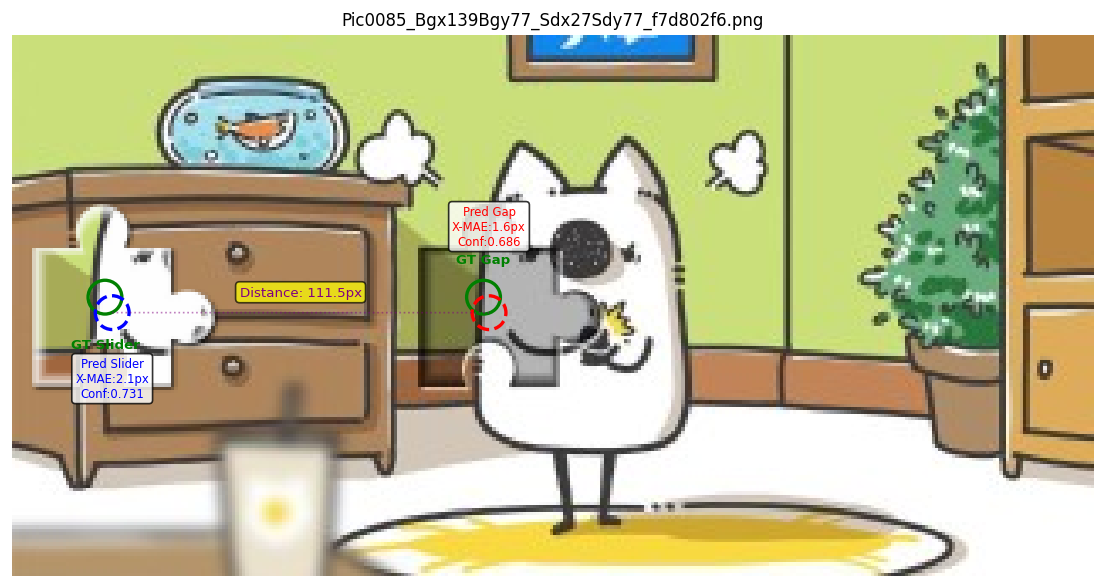 Pic0085_Bgx139Bgy77_Sdx27Sdy77_f7d802f6.png
Pred Gap
X-MAE:1.6px
Conf:0.686
GT Gap
Distance: 111.5px
GT Slider
Pred Slider
X-MAE:2.1px
Conf:0.731